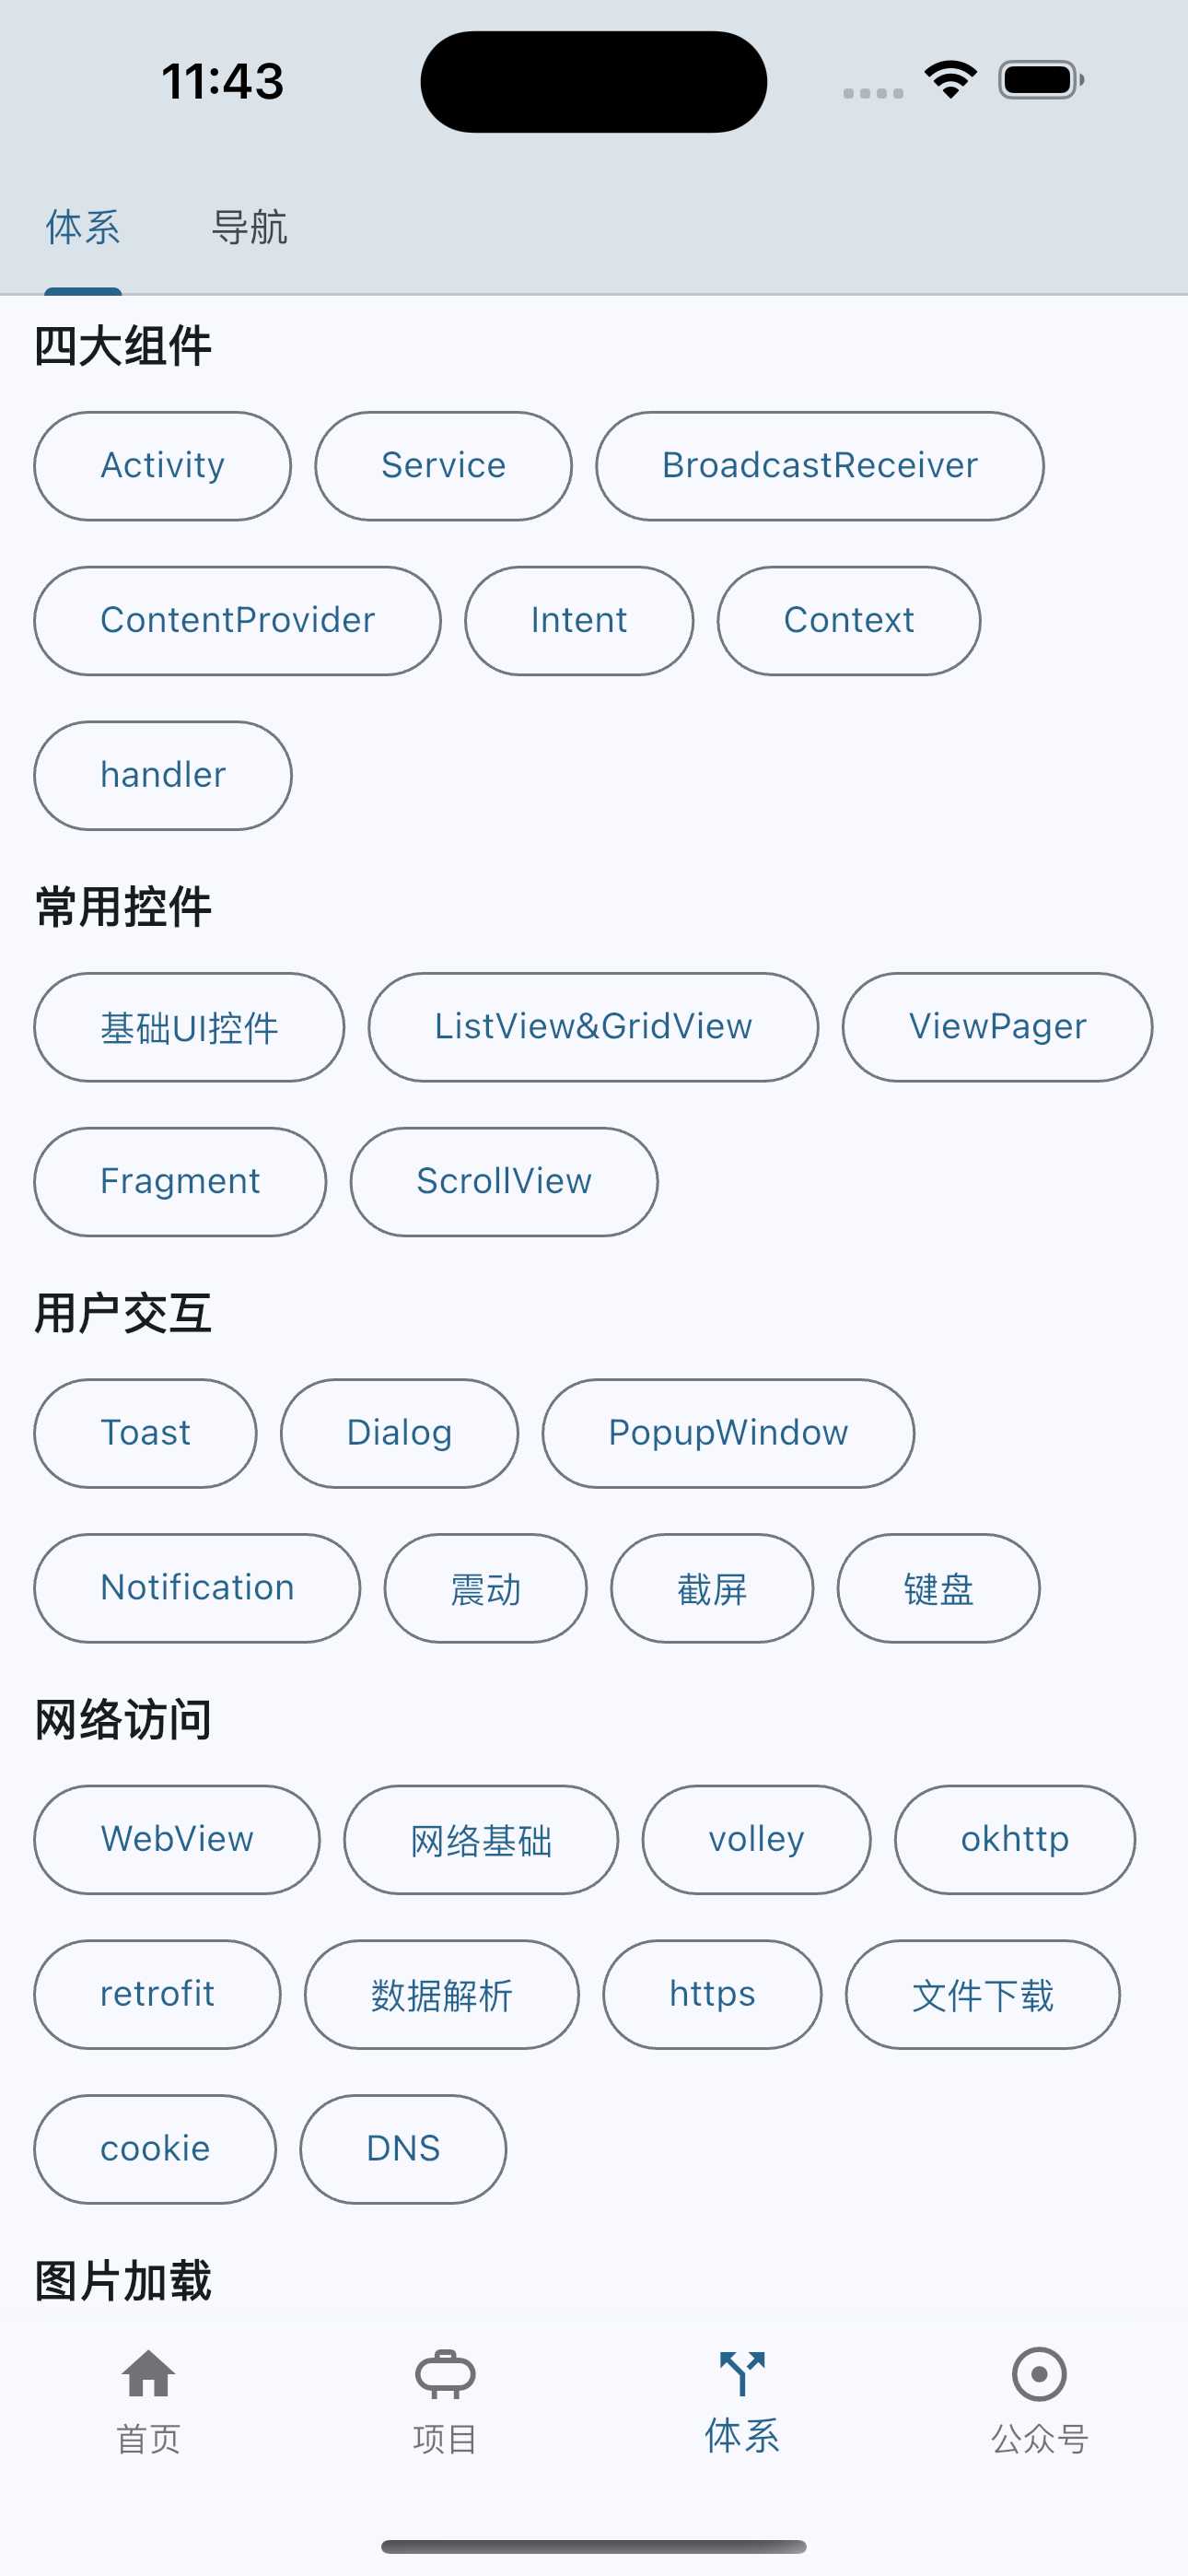 11:43
体系 导航
四大组件
Activity Service BroadcastReceiver
ContentProvider Intent Context
handler
常用控件
基础UI控件 ListView&GridView ViewPager
Fragment ScrollView
用户交互
Toast Dialog PopupWindow
Notification 震动 截屏 键盘
网络访问
WebView 网络基础 volley okhttp
retrofit 数据解析 https 文件下载
cookie DNS
图片加载
首页 项目 体系 公众号